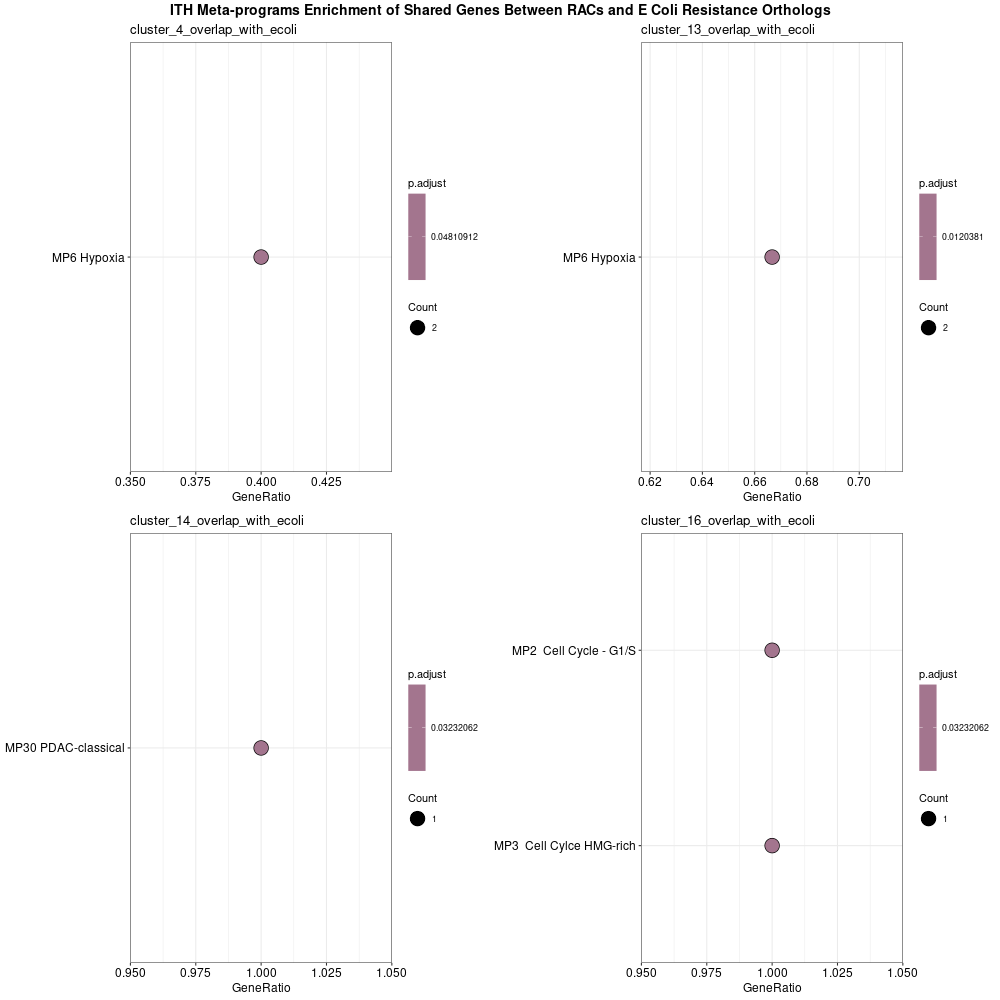 ITH Meta-programs Enrichment of Shared Genes Between RACs and E Coli Resistance Orthologs
cluster_4_overlap_with_ecoli
MP6 Hypoxia
0.350 0.375 0.400 0.425
GeneRatio
p.adjust
0.04810912
Count
2
cluster_13_overlap_with_ecoli
MP6 Hypoxia
0.62 0.64 0.66 0.68 0.70
GeneRatio
p.adjust
0.0120381
Count
2
cluster_14_overlap_with_ecoli
MP30 PDAC-classical
0.950 0.975 1.000 1.025 1.050
GeneRatio
p.adjust
0.03232062
Count
1
cluster_16_overlap_with_ecoli
MP2  Cell Cycle - G1/S
MP3  Cell Cylce HMG-rich
0.950 0.975 1.000 1.025 1.050
GeneRatio
p.adjust
0.03232062
Count
1